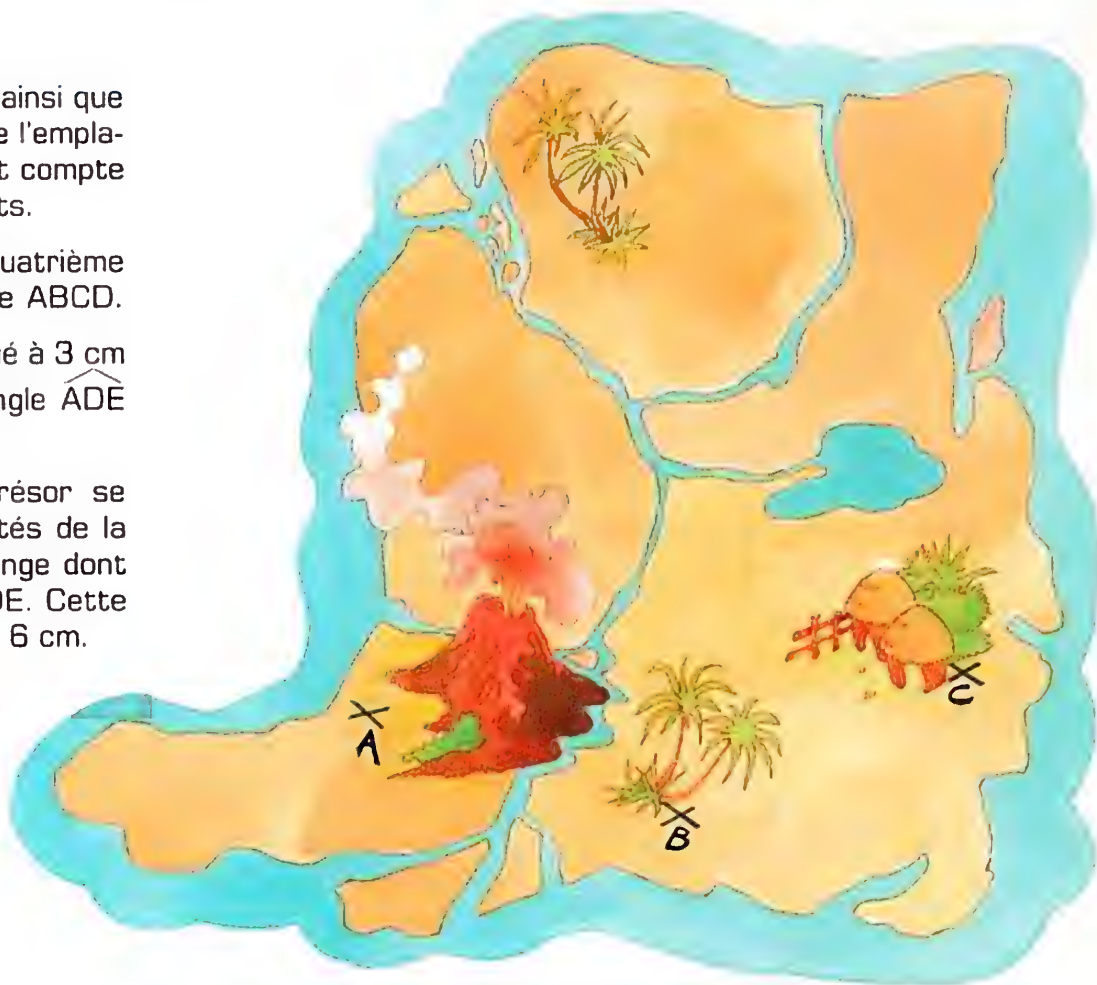 ainsi que
e l'empla-
t compte
ts.
uatrième
e ABCD.
é à 3 cm
ngle ADE
résor se
tés de la
nge dont
DE. Cette
6 cm.
A
C
B